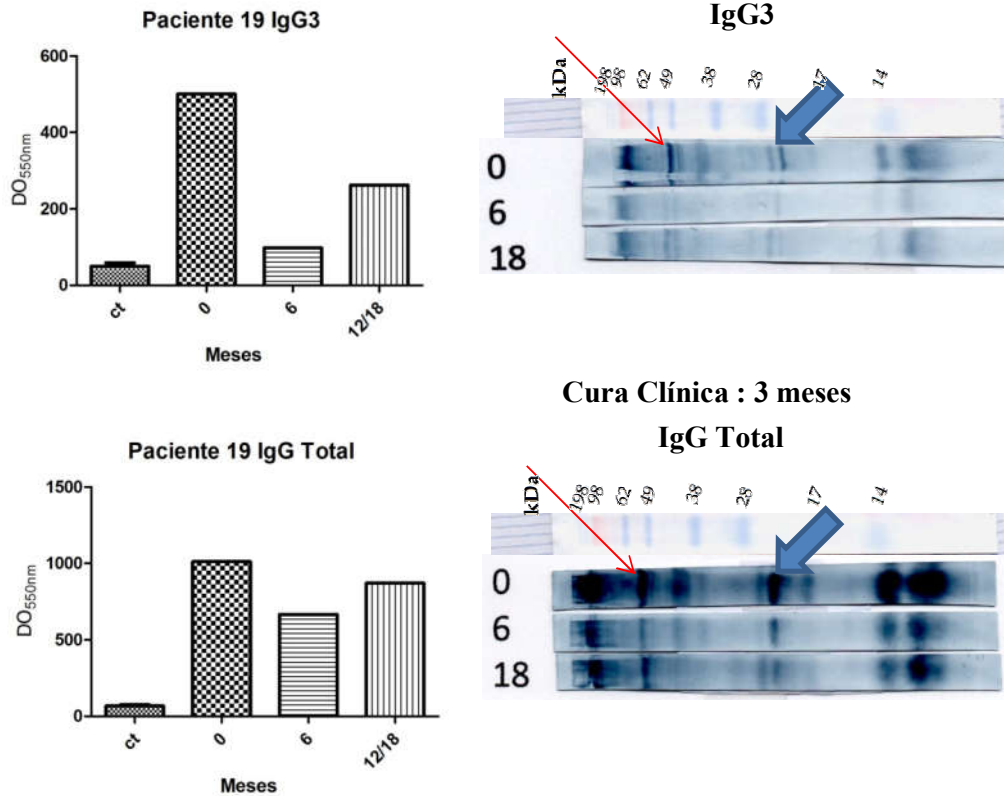 Paciente 19 IgG3
600
400
200
0
DO550nm
ct
0
6
12/18
Meses
IgG3
kDa
198
98
62
49
38
28
17
14
0
6
18
Cura Clínica : 3 meses
IgG Total
Paciente 19 IgG Total
1500
1000
500
0
DO550nm
ct
0
6
12/18
Meses
kDa
198
98
62
49
38
28
17
14
0
6
18